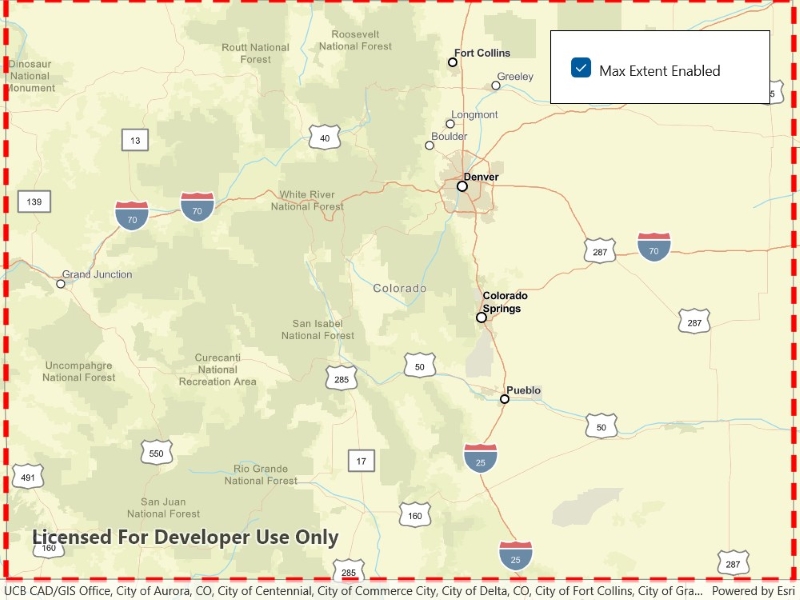 Roosevelt
National Forest
Routt National
Forest
Fort Collins
Max Extent Enabled
Dinosaur
National
Monument
Greeley
5
Longmont
13
40
Boulder
Denver
139
White River
National Forest
70
70
287
70
Grand Junction
Colorado
Colorado
Springs
287
San Isabel
National Forest
Uncompahgre
National Forest
Curecanti
National
Recreation Area
285
50
Pueblo
50
550
17
25
491
Rio Grande
National Forest
San Juan
National Forest
160
Licensed For Developer Use Only
160
25
285
287
UCB CAD/GIS Office, City of Aurora, CO, City of Centennial, City of Commerce City, City of Delta, CO, City of Fort Collins, City of Gra... Powered by Esri